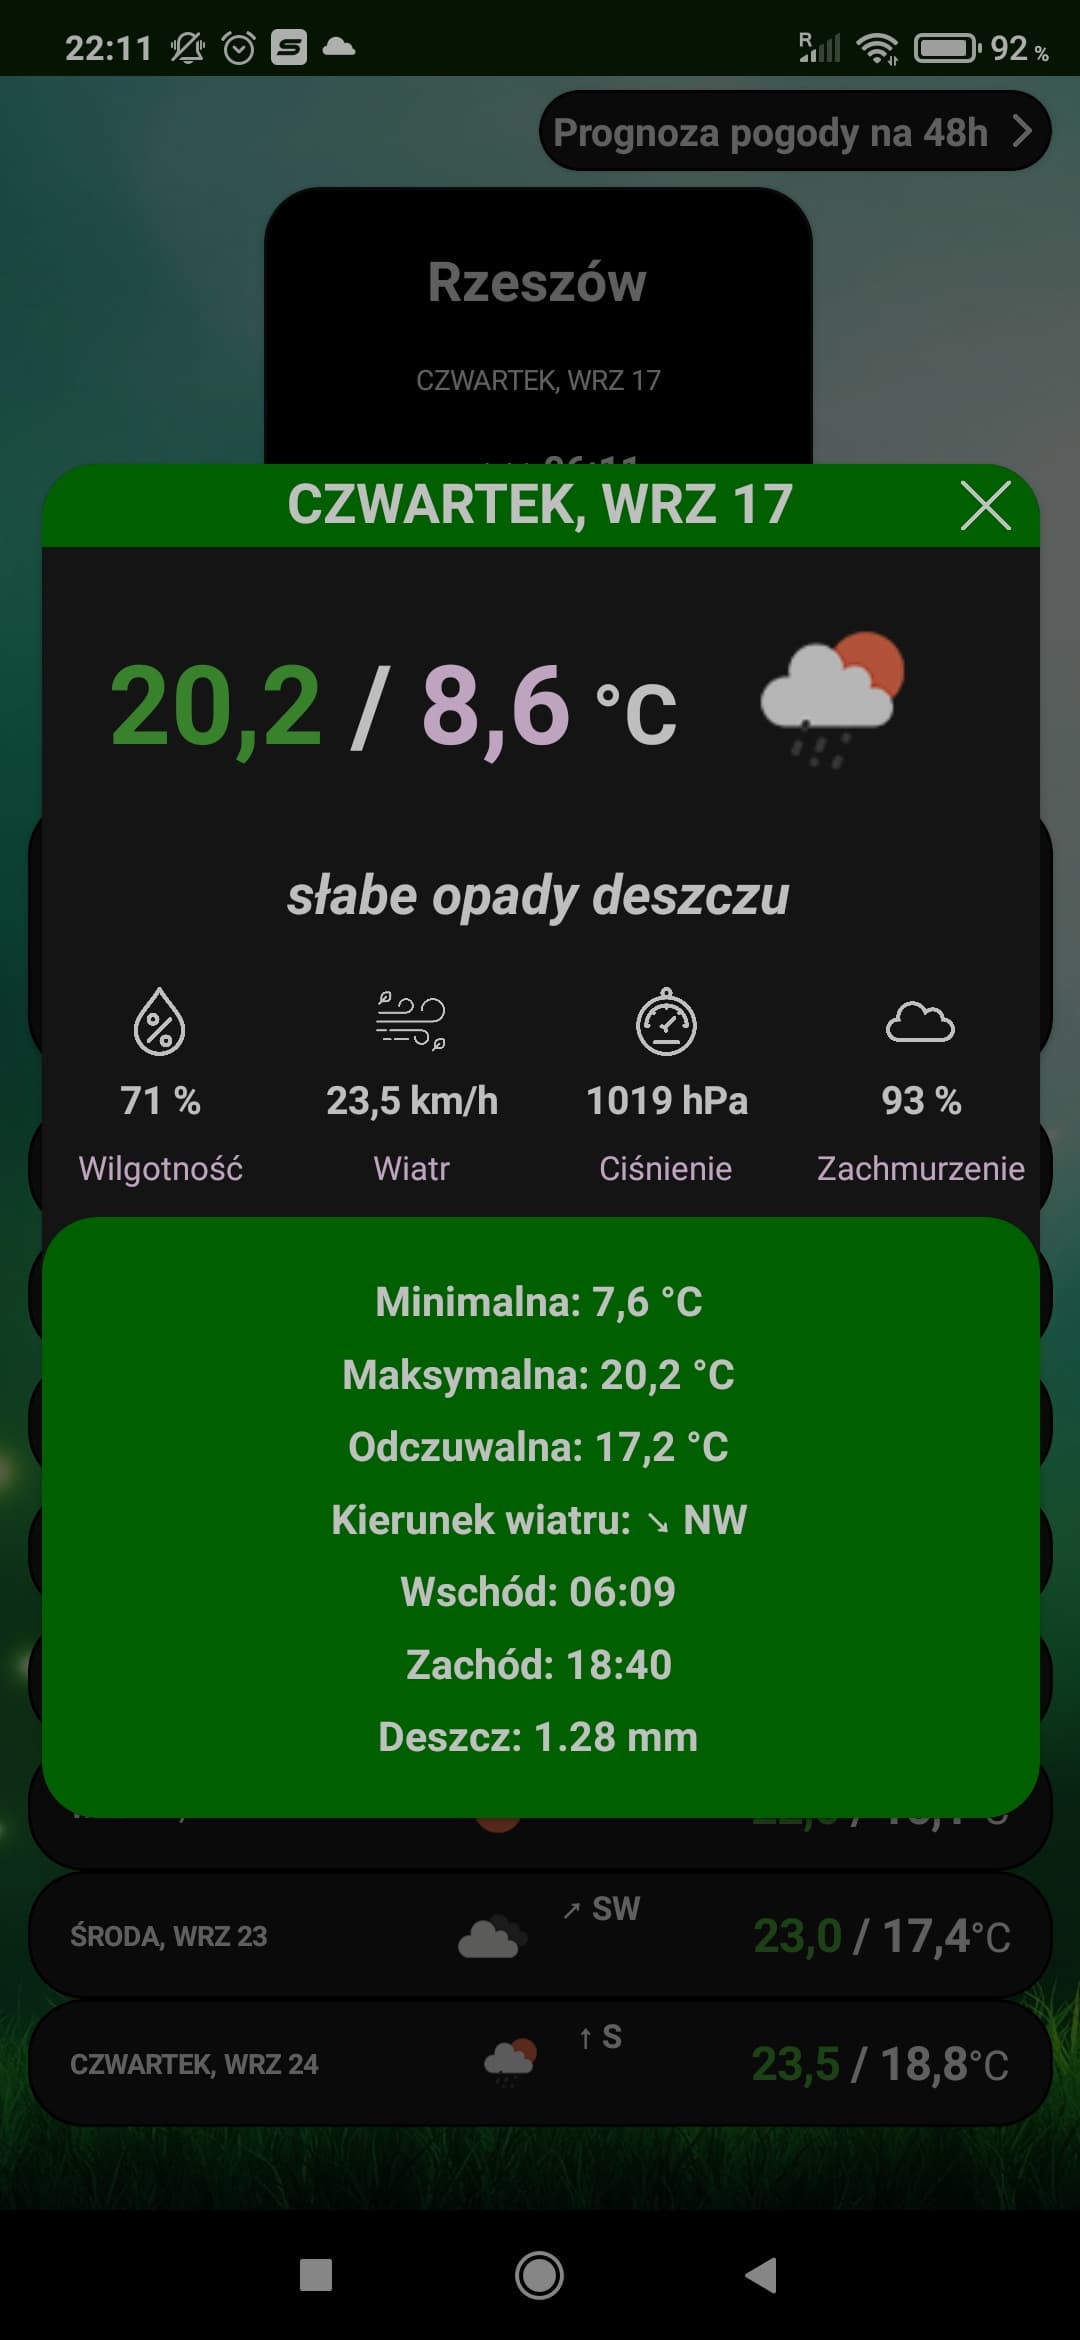 22:11 R 92 %
Prognoza pogody na 48h
Rzeszów
CZWARTEK, WRZ 17
CZWARTEK, WRZ 17
20,2 / 8,6 °C
słabe opady deszczu
71 % 23,5 km/h 1019 hPa 93 %
Wilgotność Wiatr Ciśnienie Zachmurzenie
Minimalna: 7,6 °C
Maksymalna: 20,2 °C
Odczuwalna: 17,2 °C
Kierunek wiatru: ↘ NW
Wschód: 06:09
Zachód: 18:40
Deszcz: 1.28 mm
ŚRODA, WRZ 23 ↗ SW 23,0 / 17,4°C
CZWARTEK, WRZ 24 ↑ S 23,5 / 18,8°C